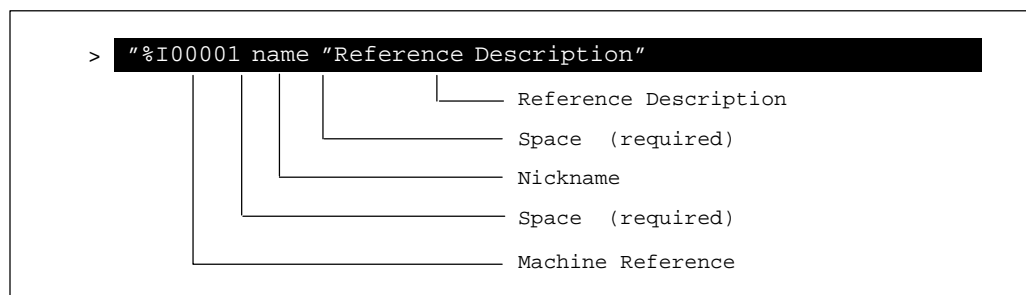 > "%I00001 name "Reference Description"
Reference Description
Space (required)
Nickname
Space (required)
Machine Reference